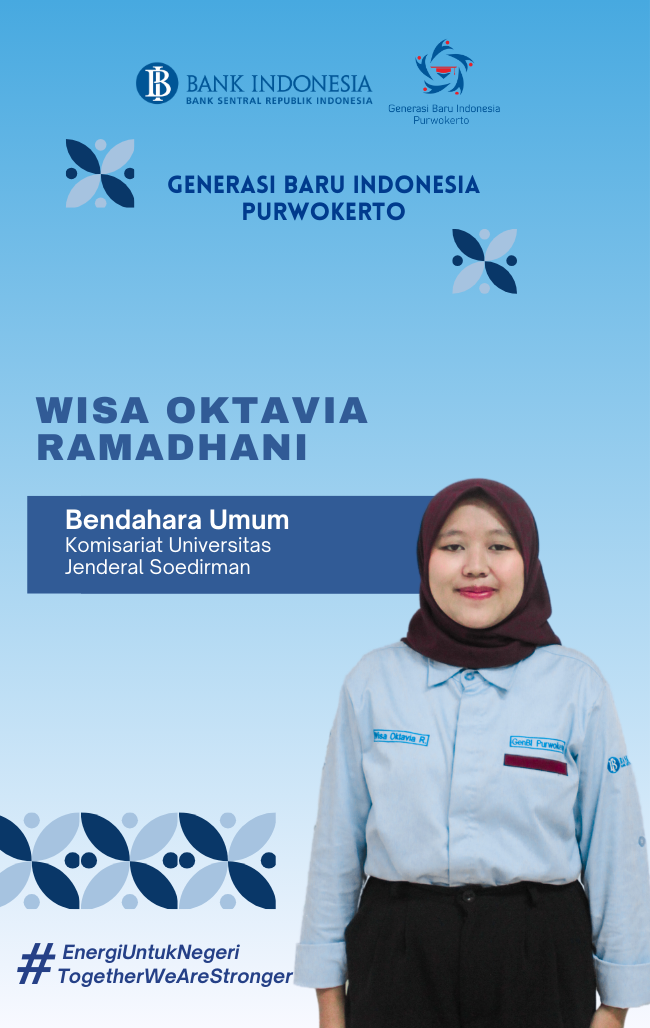 BANK INDONESIA
BANK SENTRAL REPUBLIK INDONESIA
Generasi Baru Indonesia
Purwokerto
GENERASI BARU INDONESIA
PURWOKERTO
WISA OKTAVIA
RAMADHANI
Bendahara Umum
Komisariat Universitas
Jenderal Soedirman
Wisa Oktavia R.
GenBI Purwoke
BANK
#EnergiUntukNegeri
TogetherWeAreStronger